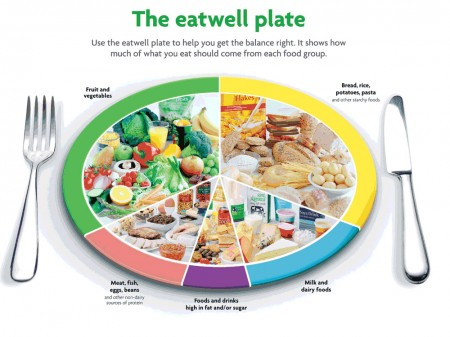 The eatwell plate
Use the eatwell plate to help you get the balance right. It shows how
much of what you eat should come from each food group.
Fruit and
vegetables
Bread, rice,
potatoes, pasta
and other starchy foods
Flakes
Meat, fish,
eggs, beans
and other non-dairy
sources of protein
Foods and drinks
high in fat and/or sugar
Milk and
dairy foods